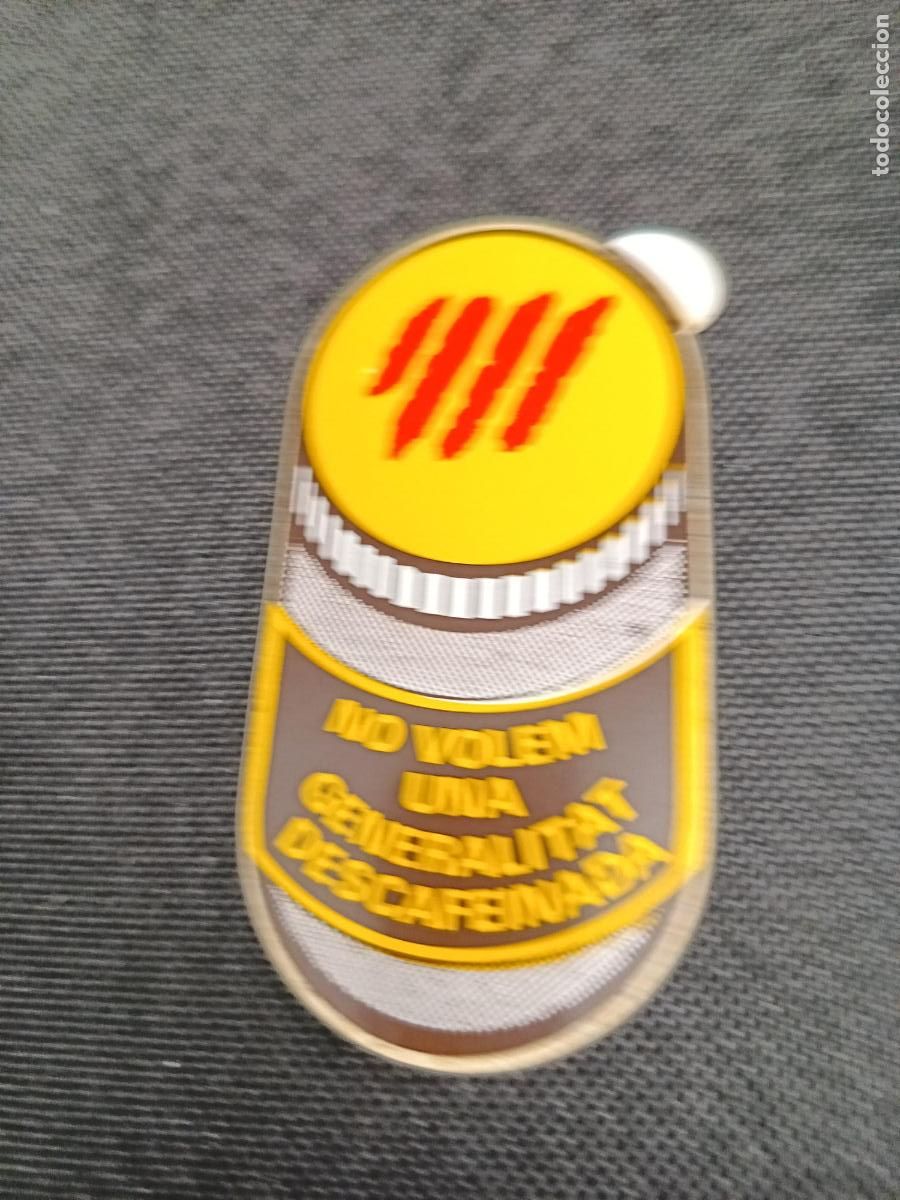 todocoleccion
NO VOLEM
UNA
GENERALITAT
DESCAFEINADA